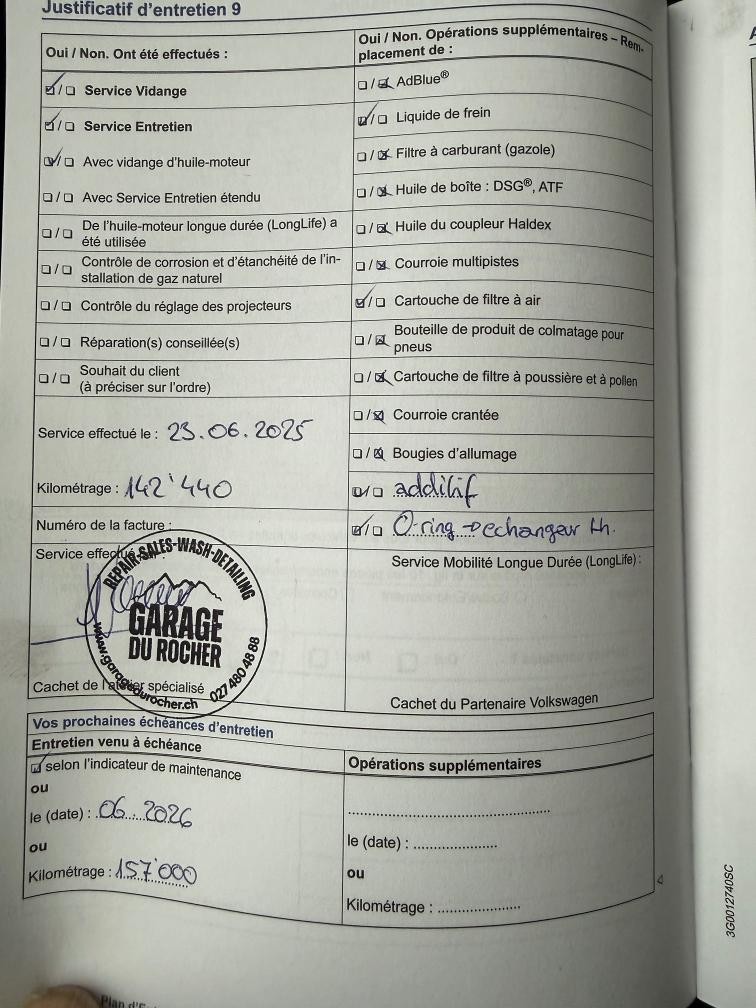 Justificatif d'entretien 9
Oui / Non. Ont été effectués :
☑/☐ Service Vidange
☑/☐ Service Entretien
☑/☐ Avec vidange d'huile-moteur
☐/☐ Avec Service Entretien étendu
☐/☐ De l'huile-moteur longue durée (LongLife) a
été utilisée
☐/☐ Contrôle de corrosion et d'étanchéité de l'in-
stallation de gaz naturel
☐/☐ Contrôle du réglage des projecteurs
☐/☐ Réparation(s) conseillée(s)
☐/☐ Souhait du client
(à préciser sur l'ordre)
Service effectué le : 23.06.2025
Kilométrage : 142'440
Numéro de la facture :
Service effectué
REPAIR-SALES-WASH-DETAILING
GARAGE
DU ROCHER
www.garagedurocher.ch 027 480 48 88
Cachet de l'atelier spécialisé
Oui / Non. Opérations supplémentaires – Rem-
placement de :
☐/☒ AdBlue®
☑/☐ Liquide de frein
☐/☒ Filtre à carburant (gazole)
☐/☒ Huile de boîte : DSG®, ATF
☐/☒ Huile du coupleur Haldex
☐/☒ Courroie multipistes
☑/☐ Cartouche de filtre à air
☐/☒ Bouteille de produit de colmatage pour
pneus
☐/☒ Cartouche de filtre à poussière et à pollen
☐/☒ Courroie crantée
☐/☒ Bougies d'allumage
☑/☐ additif
☑/☐ O-ring → echangeur th.
Service Mobilité Longue Durée (LongLife) :
Cachet du Partenaire Volkswagen
Vos prochaines échéances d'entretien
Entretien venu à échéance
☑ selon l'indicateur de maintenance
ou
le (date) : 06.2026
ou
Kilométrage : 157'000
Opérations supplémentaires
................................................
le (date) : ....................
ou
Kilométrage : ....................
3G0012740SC